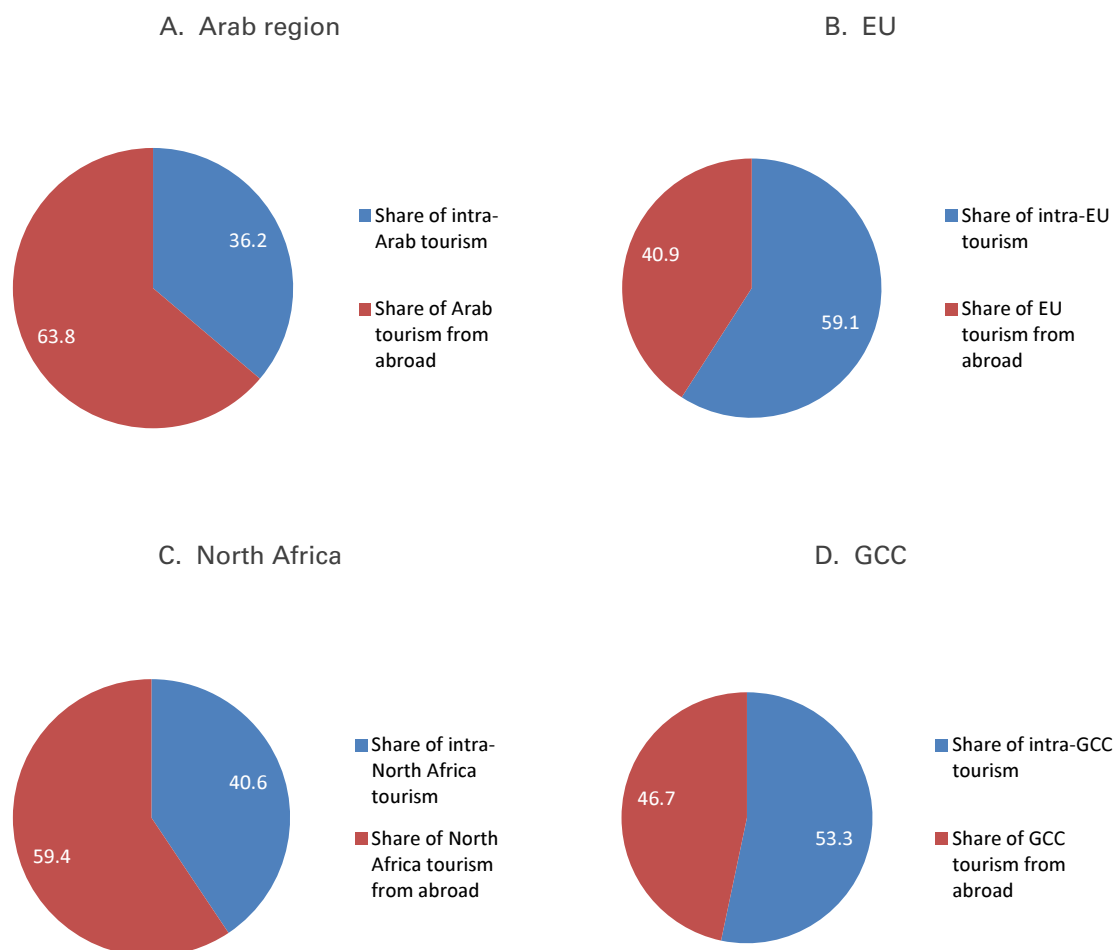 A. Arab region
36.2
63.8
Share of intra-
Arab tourism
Share of Arab
tourism from
abroad
B. EU
40.9
59.1
Share of intra-EU
tourism
Share of EU
tourism from
abroad
C. North Africa
40.6
59.4
Share of intra-
North Africa
tourism
Share of North
Africa tourism
from abroad
D. GCC
46.7
53.3
Share of intra-GCC
tourism
Share of GCC
tourism from
abroad